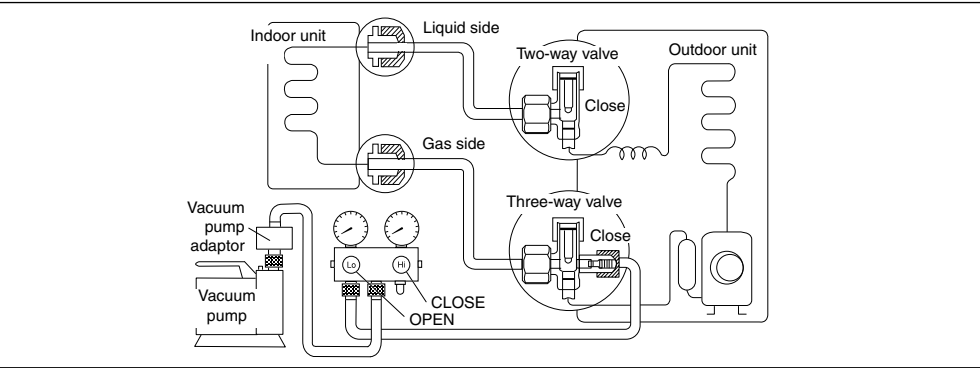 Indoor unit
Liquid side
Two-way valve
Outdoor unit
Close
Gas side
Three-way valve
Close
Vacuum
pump
adaptor
Lo
Hi
Vacuum
pump
CLOSE
OPEN